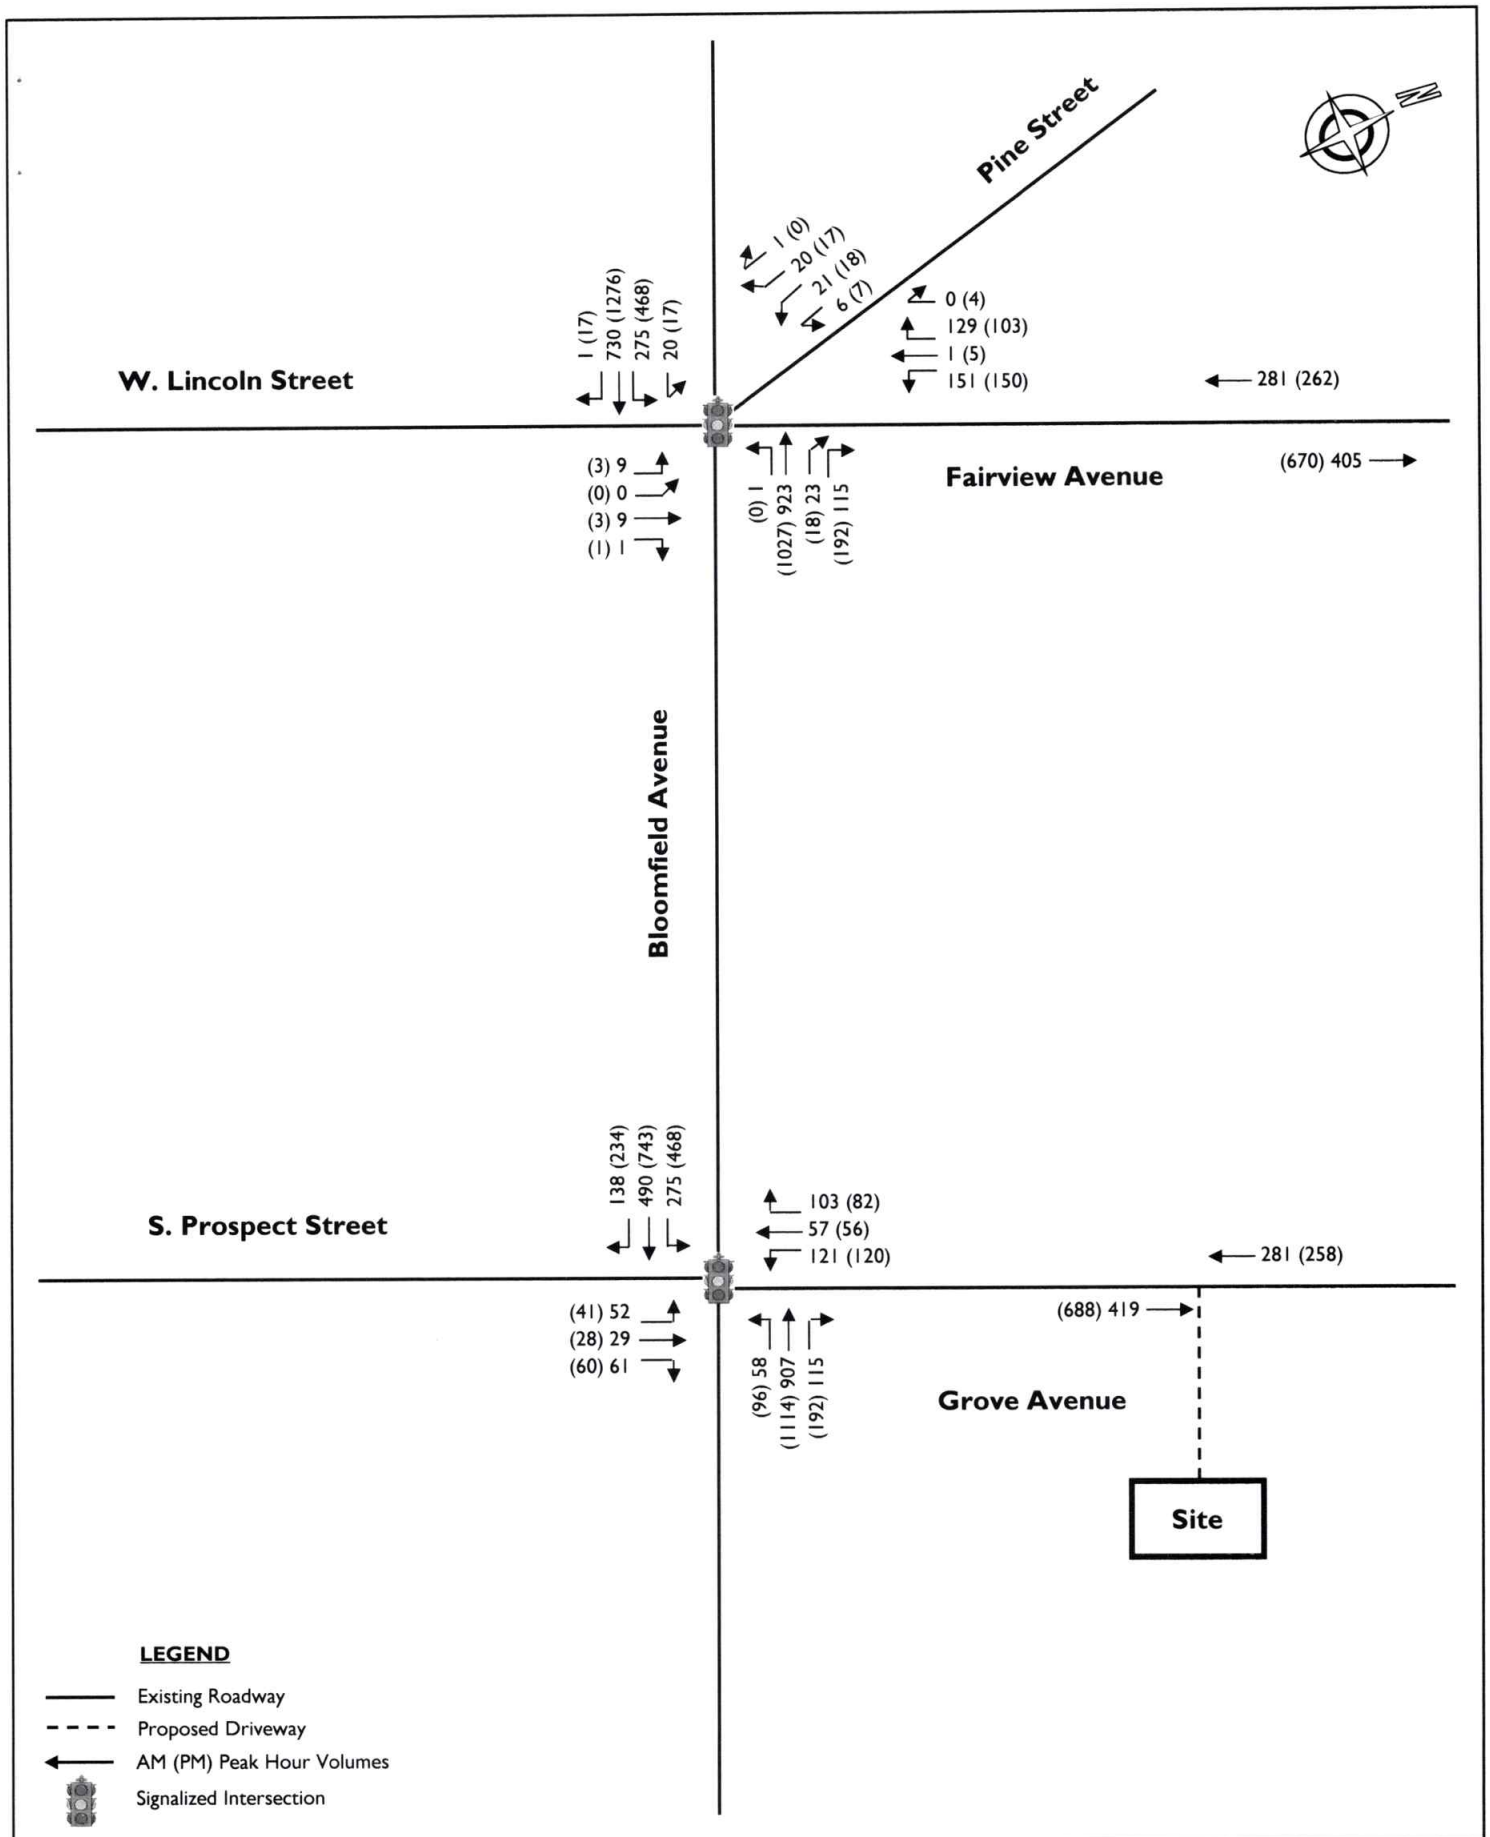 N
Pine Street
1 (0)
20 (17)
21 (18)
6 (7)
1 (17)
730 (1276)
275 (468)
20 (17)
0 (4)
129 (103)
1 (5)
151 (150)
W. Lincoln Street
281 (262)
(3) 9
(0) 0
(3) 9
(1) 1
(0) 1
(1027) 923
(18) 23
(192) 115
Fairview Avenue
(670) 405
Bloomfield Avenue
138 (234)
490 (743)
275 (468)
S. Prospect Street
103 (82)
57 (56)
121 (120)
281 (258)
(41) 52
(28) 29
(60) 61
(96) 58
(1114) 907
(192) 115
(688) 419
Grove Avenue
Site
LEGEND
Existing Roadway
Proposed Driveway
AM (PM) Peak Hour Volumes
Signalized Intersection